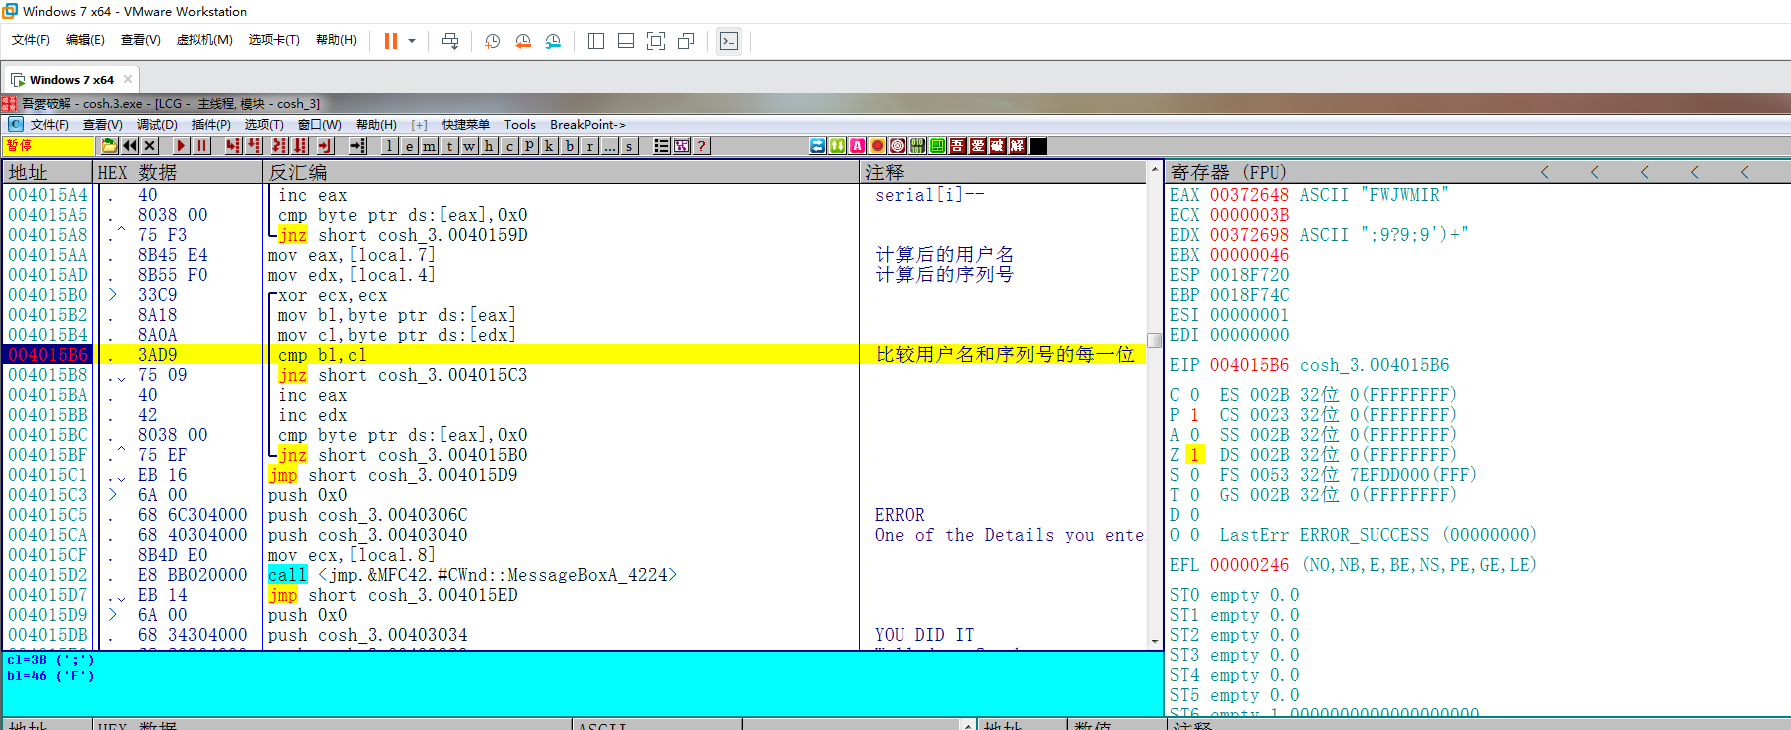 Windows 7 x64 - VMware Workstation
文件(F) 编辑(E) 查看(V) 虚拟机(M) 选项卡(T) 帮助(H)
Windows 7 x64
吾愛破解 - cosh.3.exe - [LCG - 主线程, 模块 - cosh_3]
C 文件(F) 查看(V) 调试(D) 插件(P) 选项(T) 窗口(W) 帮助(H) [+] 快捷菜单 Tools BreakPoint->
暂停 l e m t w h c p k b r ... s ? A 吾 愛 破 解
地址 HEX 数据 反汇编 注释
004015A4 . 40 inc eax serial[i]--
004015A5 . 8038 00 cmp byte ptr ds:[eax],0x0
004015A8 .^ 75 F3 jnz short cosh_3.0040159D
004015AA . 8B45 E4 mov eax,[local.7] 计算后的用户名
004015AD . 8B55 F0 mov edx,[local.4] 计算后的序列号
004015B0 > 33C9 xor ecx,ecx
004015B2 . 8A18 mov bl,byte ptr ds:[eax]
004015B4 . 8A0A mov cl,byte ptr ds:[edx]
004015B6 . 3AD9 cmp bl,cl 比较用户名和序列号的每一位
004015B8 .v 75 09 jnz short cosh_3.004015C3
004015BA . 40 inc eax
004015BB . 42 inc edx
004015BC . 8038 00 cmp byte ptr ds:[eax],0x0
004015BF .^ 75 EF jnz short cosh_3.004015B0
004015C1 .v EB 16 jmp short cosh_3.004015D9
004015C3 > 6A 00 push 0x0
004015C5 . 68 6C304000 push cosh_3.0040306C ERROR
004015CA . 68 40304000 push cosh_3.00403040 One of the Details you ente
004015CF . 8B4D E0 mov ecx,[local.8]
004015D2 . E8 BB020000 call <jmp.&MFC42.#CWnd::MessageBoxA_4224>
004015D7 .v EB 14 jmp short cosh_3.004015ED
004015D9 > 6A 00 push 0x0
004015DB . 68 34304000 push cosh_3.00403034 YOU DID IT
cl=3B (';')
bl=46 ('F')
地址 HEX 数据 ASCII 地址 数值 注释
寄存器 (FPU) < < < < <
EAX 00372648 ASCII "FWJWMIR"
ECX 0000003B
EDX 00372698 ASCII ";9?9;9')+"
EBX 00000046
ESP 0018F720
EBP 0018F74C
ESI 00000001
EDI 00000000
EIP 004015B6 cosh_3.004015B6
C 0 ES 002B 32位 0(FFFFFFFF)
P 1 CS 0023 32位 0(FFFFFFFF)
A 0 SS 002B 32位 0(FFFFFFFF)
Z 1 DS 002B 32位 0(FFFFFFFF)
S 0 FS 0053 32位 7EFDD000(FFF)
T 0 GS 002B 32位 0(FFFFFFFF)
D 0
O 0 LastErr ERROR_SUCCESS (00000000)
EFL 00000246 (NO,NB,E,BE,NS,PE,GE,LE)
ST0 empty 0.0
ST1 empty 0.0
ST2 empty 0.0
ST3 empty 0.0
ST4 empty 0.0
ST5 empty 0.0
ST6 empty 1.0000000000000000000